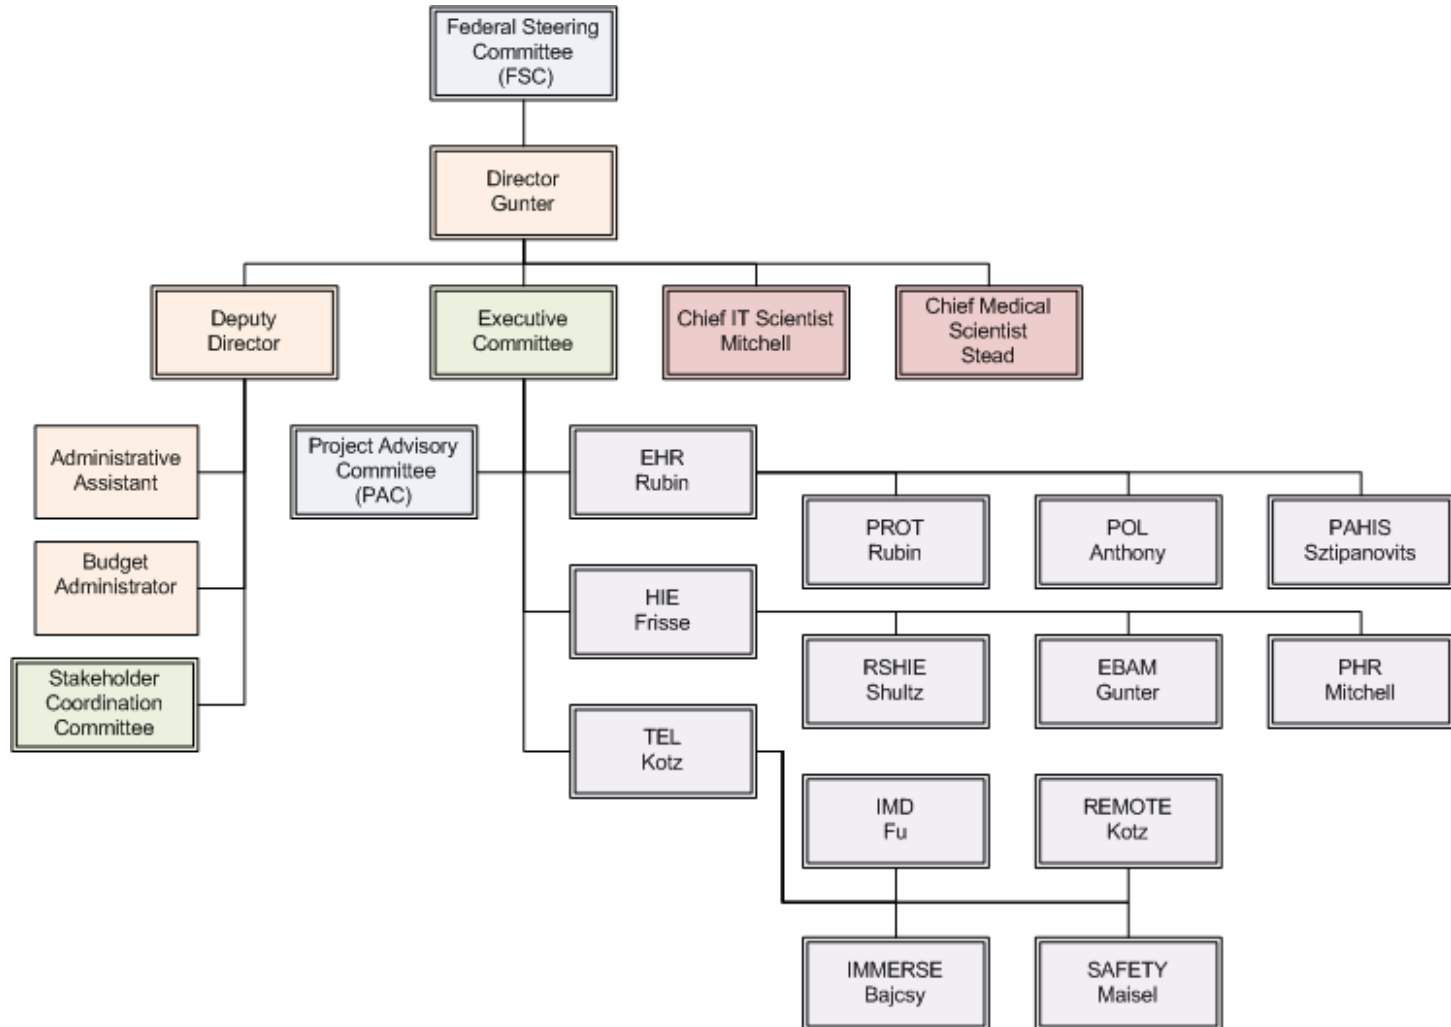 Federal Steering
Committee
(FSC)
Director
Gunter
Deputy
Director
Executive
Committee
Chief IT Scientist
Mitchell
Chief Medical
Scientist
Stead
Administrative
Assistant
Project Advisory
Committee
(PAC)
EHR
Rubin
PROT
Rubin
POL
Anthony
PAHIS
Sztipanovits
Budget
Administrator
HIE
Frisse
RSHIE
Shultz
EBAM
Gunter
PHR
Mitchell
Stakeholder
Coordination
Committee
TEL
Kotz
IMD
Fu
REMOTE
Kotz
IMMERSE
Bajcsy
SAFETY
Maisel